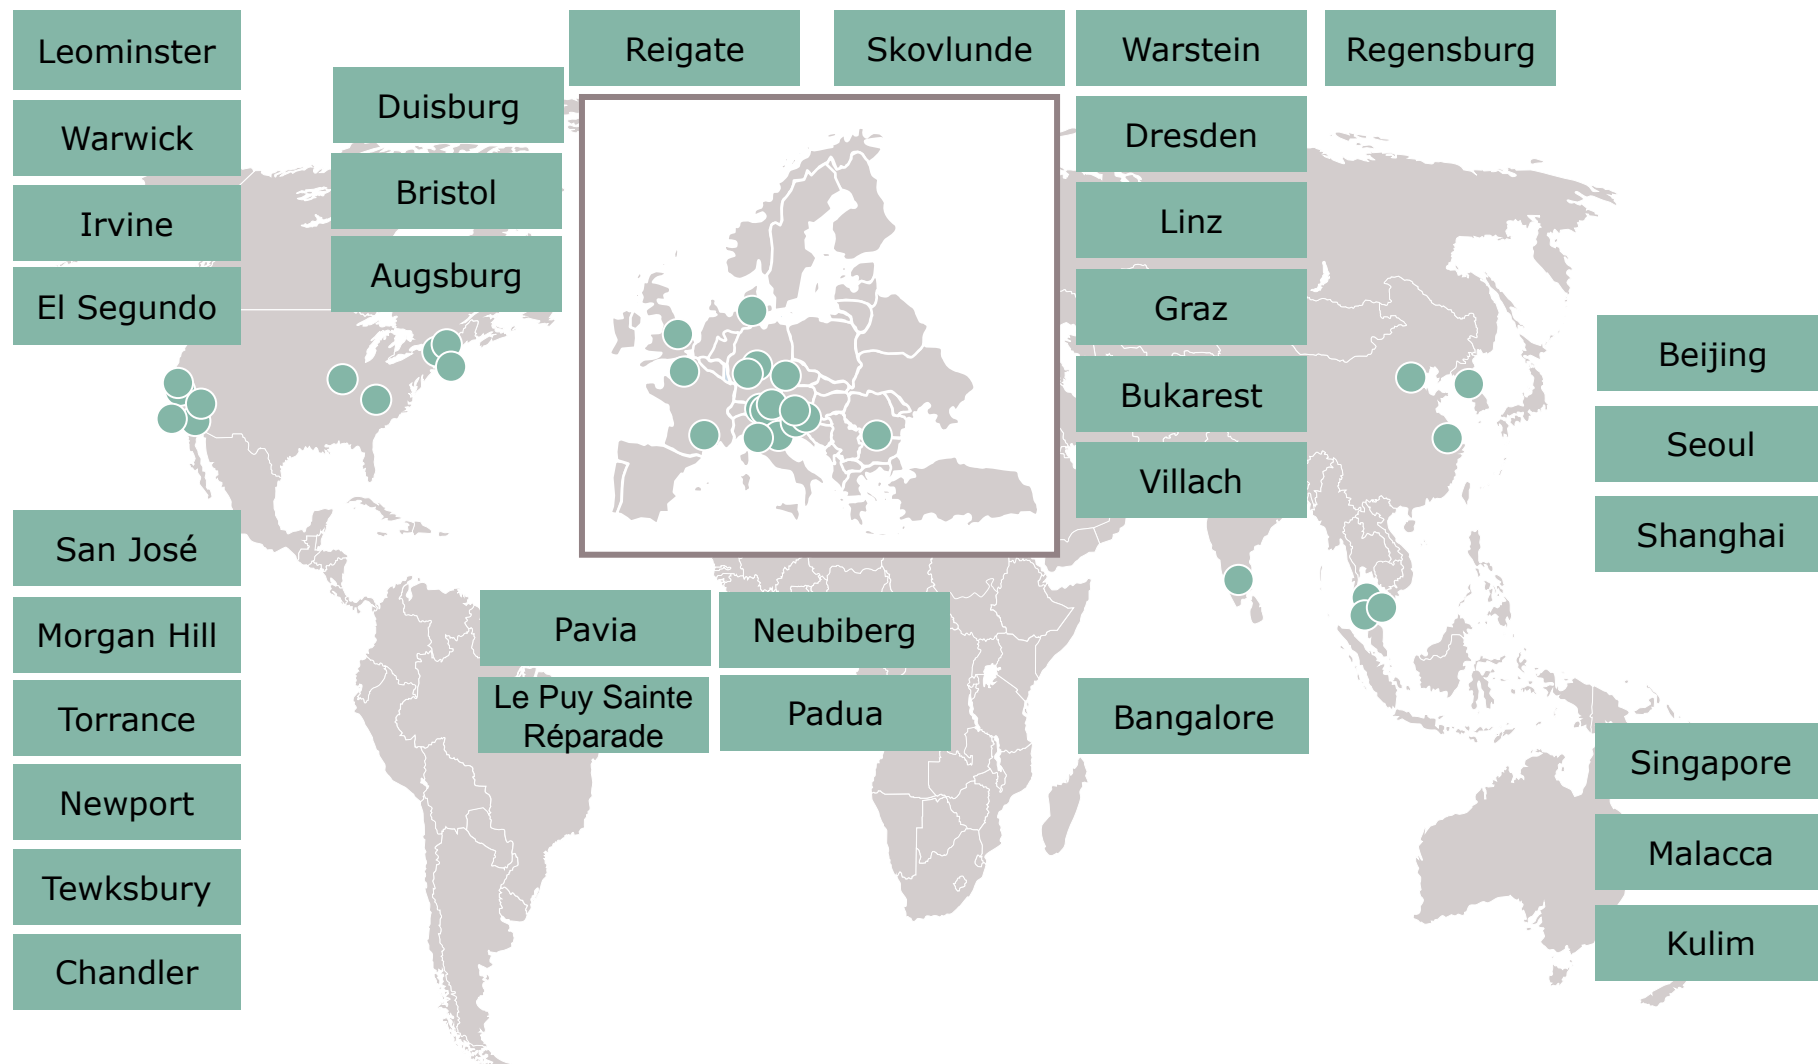 Leominster
Warwick
Irvine
El Segundo
Duisburg
Bristol
Augsburg
Reigate
Skovlunde
Warstein
Regensburg
Dresden
Linz
Graz
Bukarest
Villach
Beijing
Seoul
Shanghai
San José
Morgan Hill
Torrance
Newport
Tewksbury
Chandler
Pavia
Neubiberg
Le Puy Sainte
Réparade
Padua
Bangalore
Singapore
Malacca
Kulim